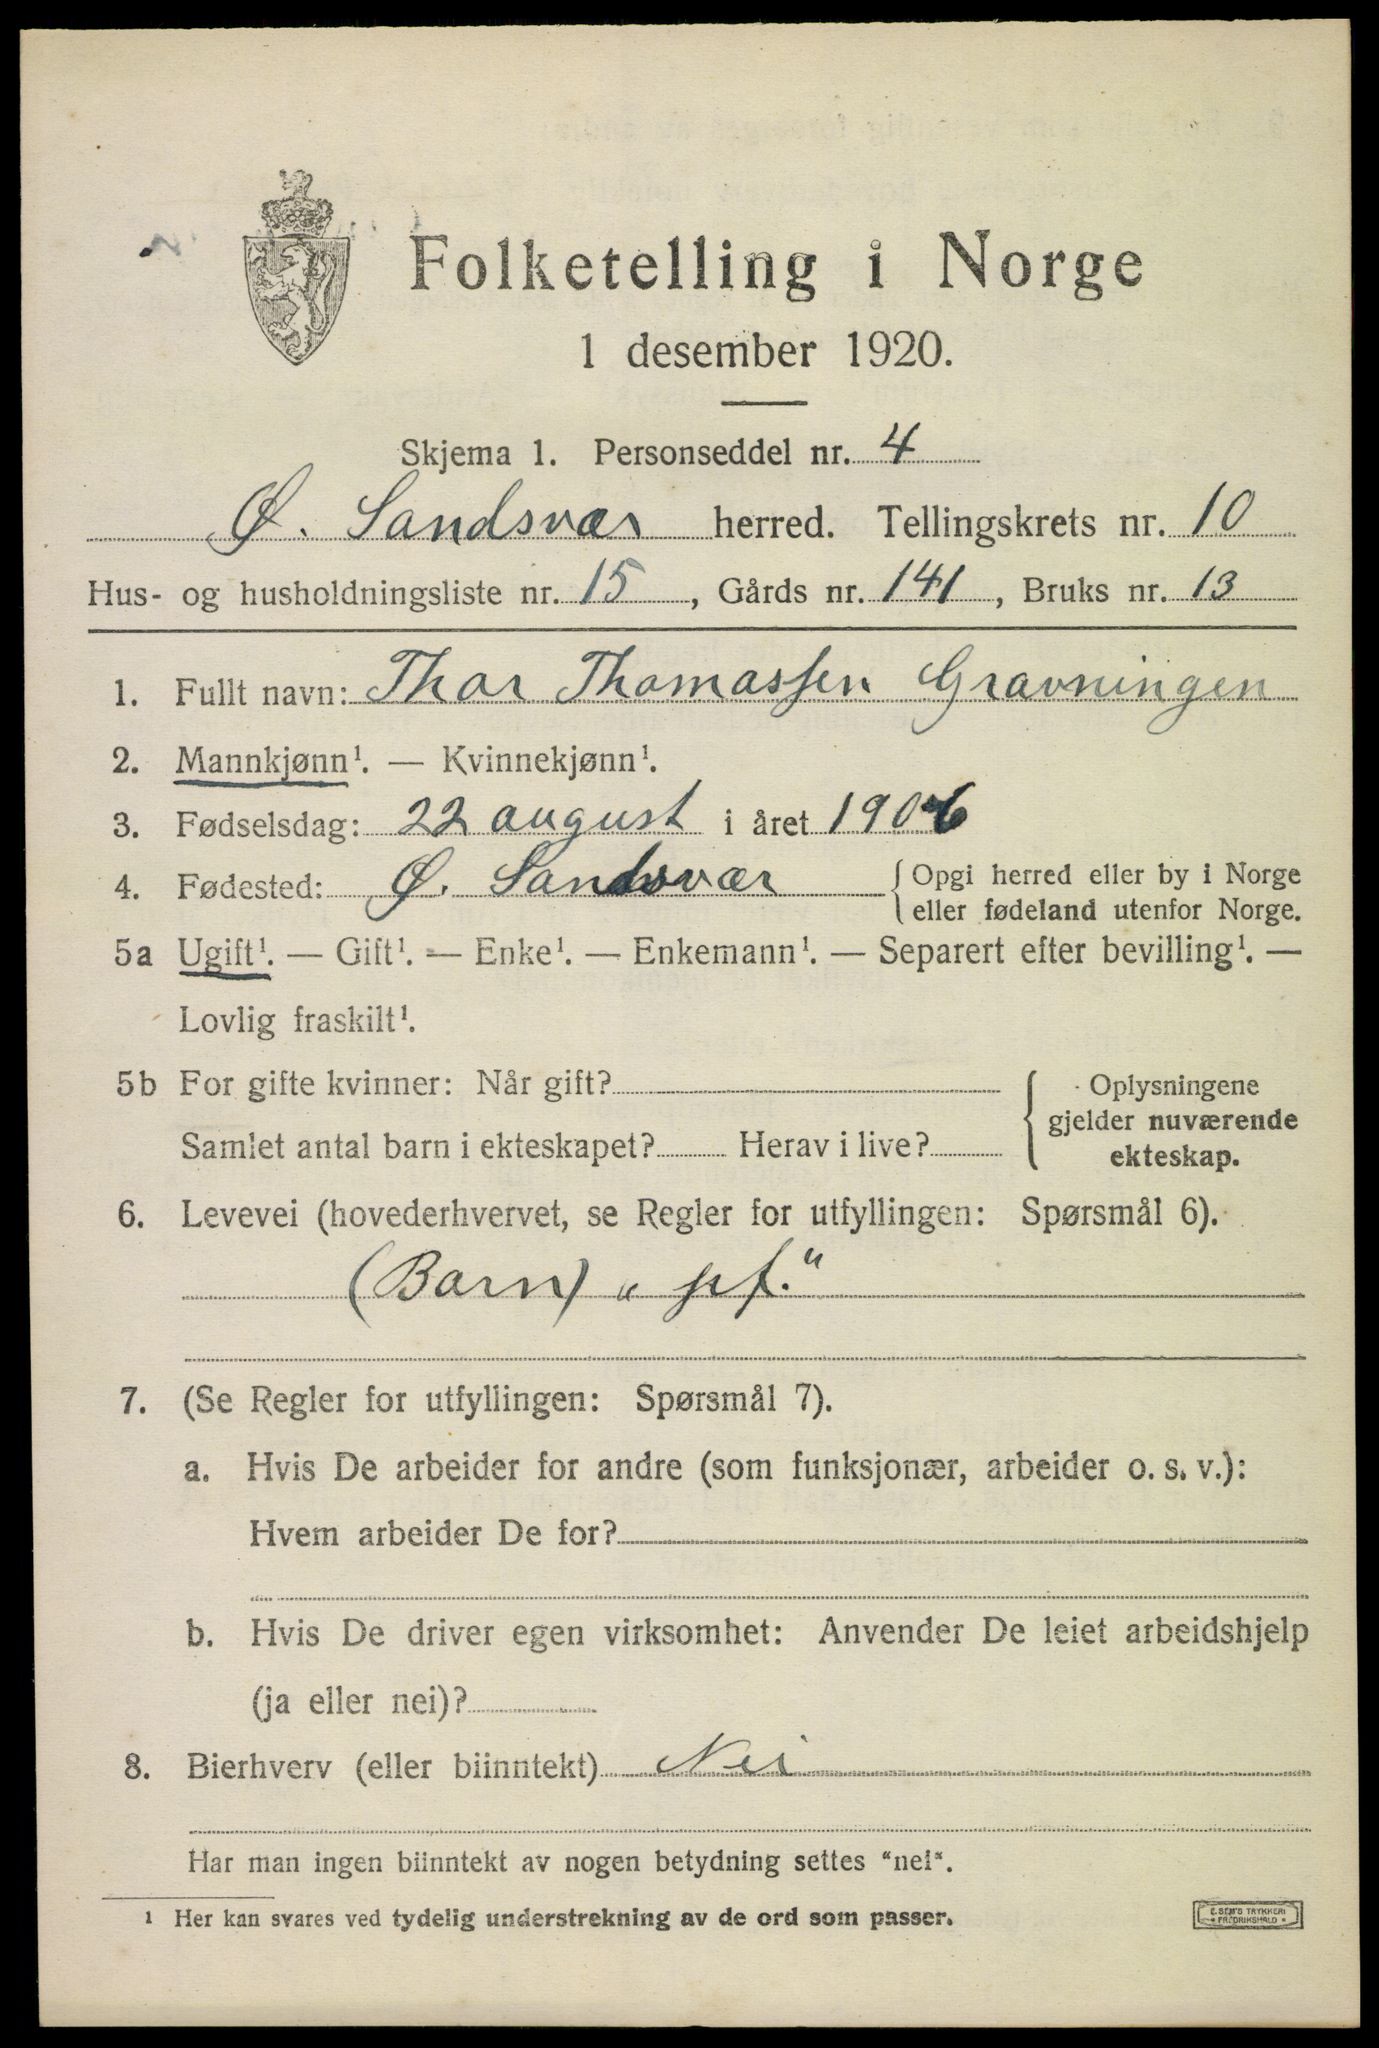 Folketelling i Norge
1 desember 1920.
Skjema 1. Personseddel nr. 4
Ø. Sandsvær herred. Tellingskrets nr. 10
Hus- og husholdningsliste nr. 15, Gårds nr. 141, Bruks nr. 13
1. Fullt navn: Thor Thomassen Gravningen
2. Mannkjønn¹. — Kvinnekjønn¹.
3. Fødselsdag: 22 august i året 1906
4. Fødested: Ø. Sandsvær { Opgi herred eller by i Norge
eller fødeland utenfor Norge.
5a Ugift¹. — Gift¹. — Enke¹. — Enkemann¹. — Separert efter bevilling¹. —
Lovlig fraskilt¹.
5b For gifte kvinner: Når gift?
Samlet antal barn i ekteskapet? Herav i live?
{ Oplysningene
gjelder nuværende
ekteskap.
6. Levevei (hovederhvervet, se Regler for utfyllingen: Spørsmål 6).
(Barn) „ pf.“
7. (Se Regler for utfyllingen: Spørsmål 7).
a. Hvis De arbeider for andre (som funksjonær, arbeider o. s. v.):
Hvem arbeider De for?
b. Hvis De driver egen virksomhet: Anvender De leiet arbeidshjelp
(ja eller nei)?
8. Bierhverv (eller biinntekt) Nei
Har man ingen biinntekt av nogen betydning settes "nei".
¹ Her kan svares ved tydelig understrekning av de ord som passer.
E. SEM'S TRYKKERI
FREDRIKSHALD